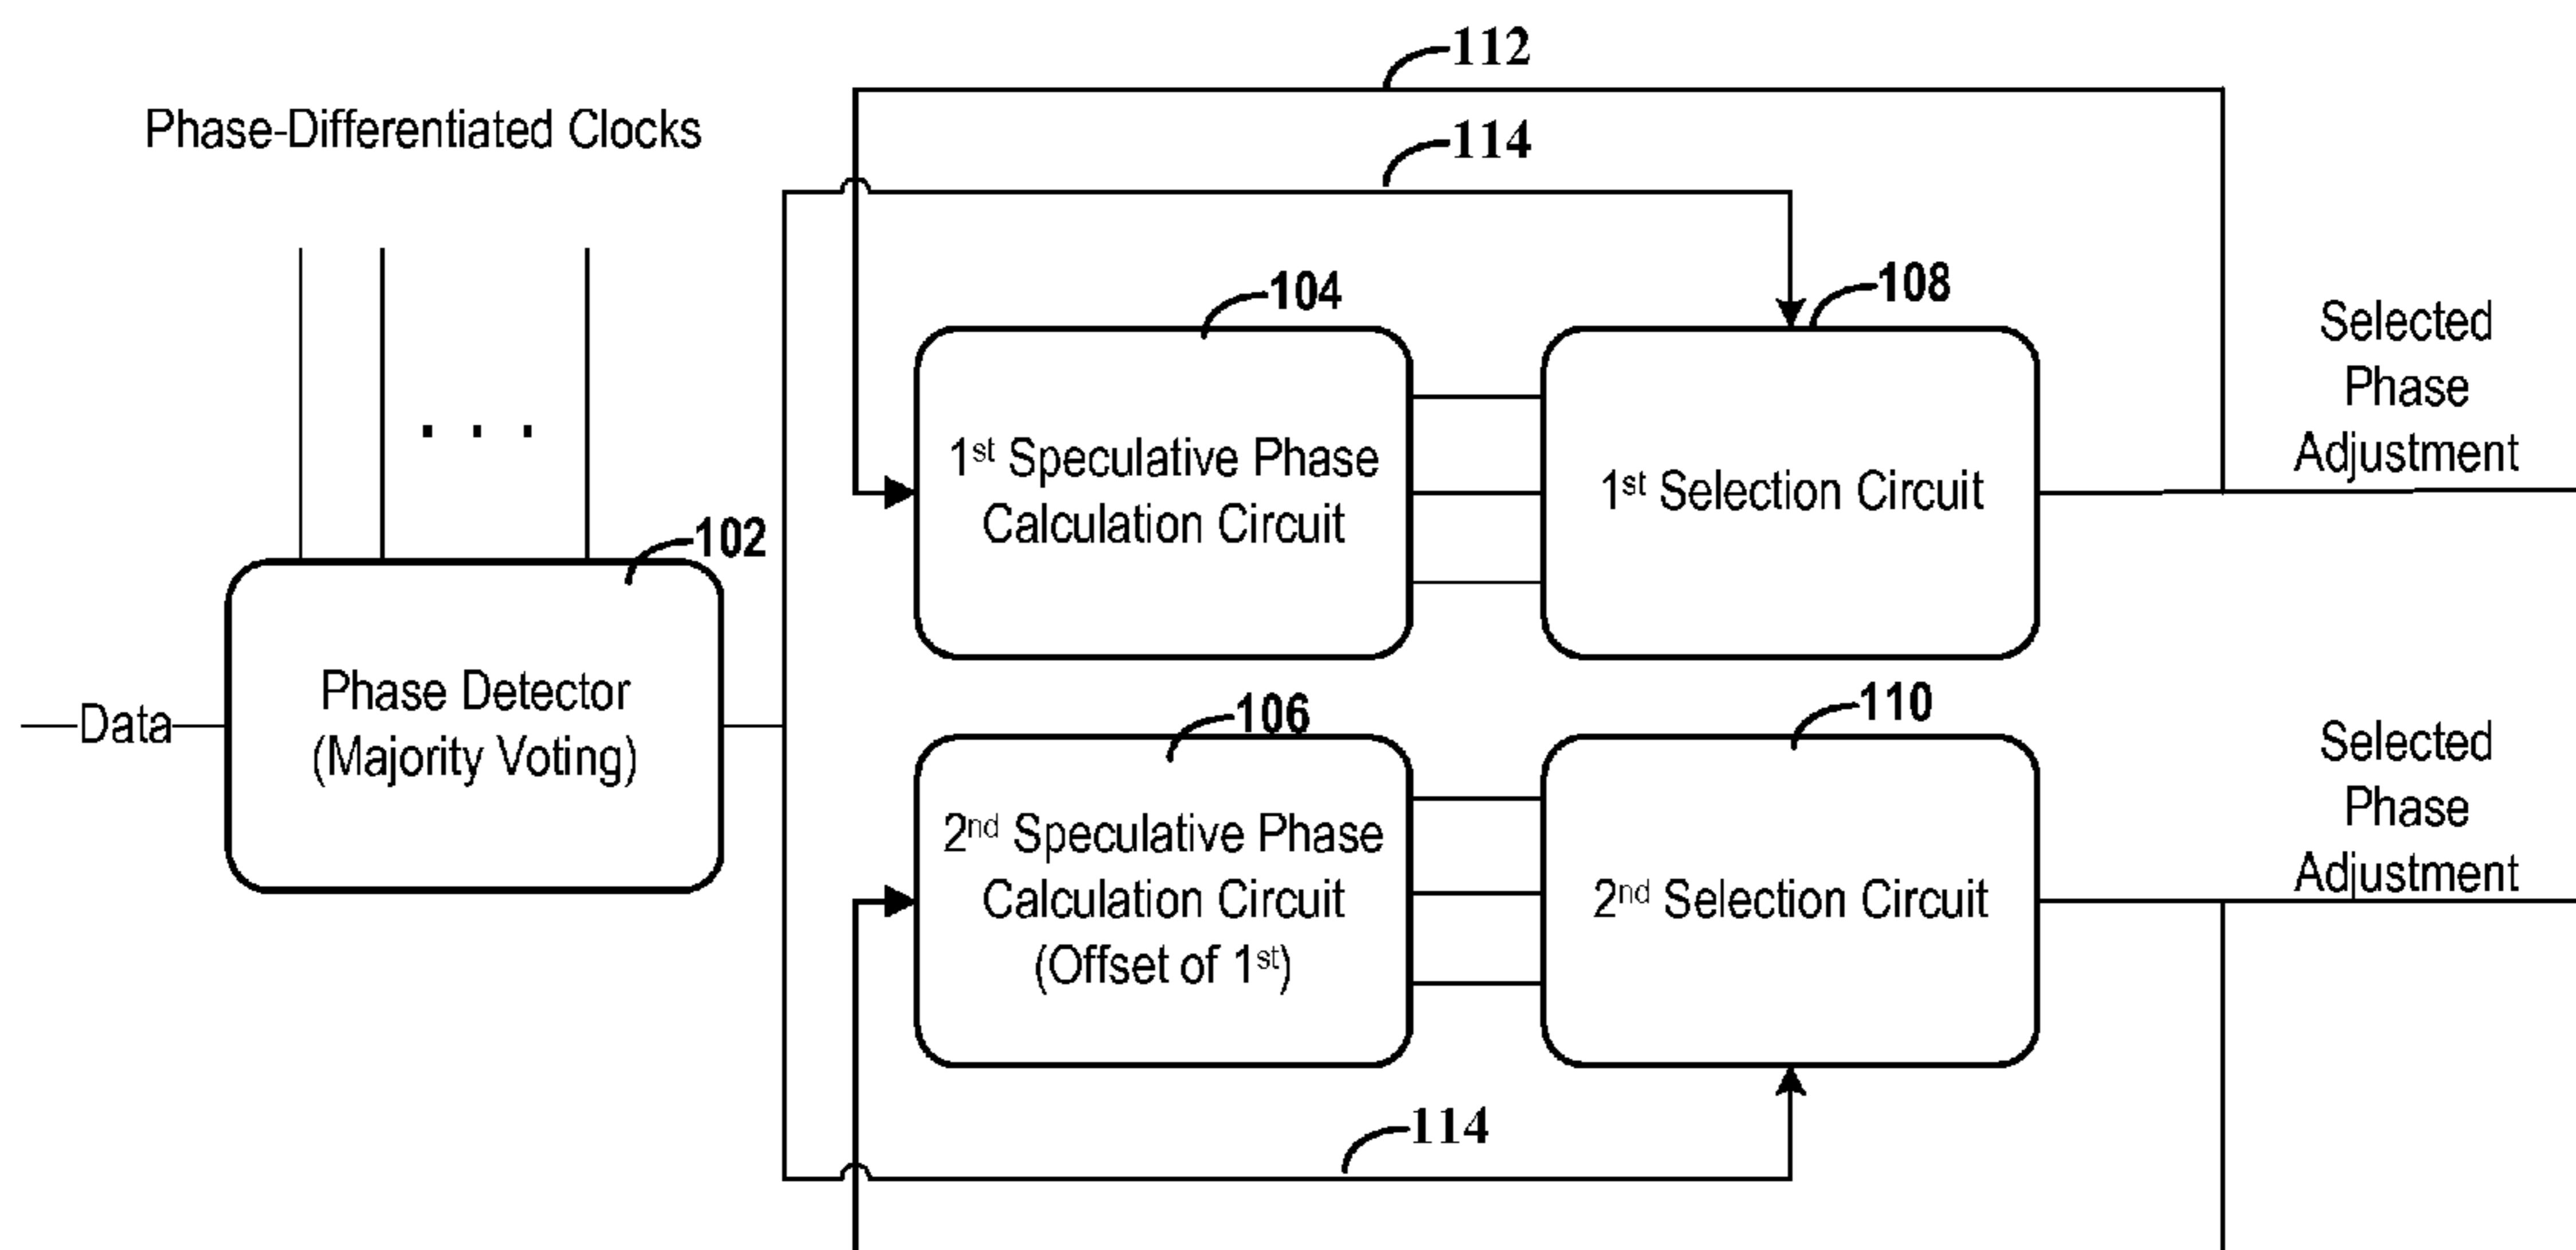 112
Phase-Differentiated Clocks
114
104
108
Selected
Phase
Adjustment
1st Speculative Phase
Calculation Circuit
1st Selection Circuit
102
Phase Detector
(Majority Voting)
Data
106
110
Selected
Phase
Adjustment
2nd Speculative Phase
Calculation Circuit
(Offset of 1st)
2nd Selection Circuit
114
. . .